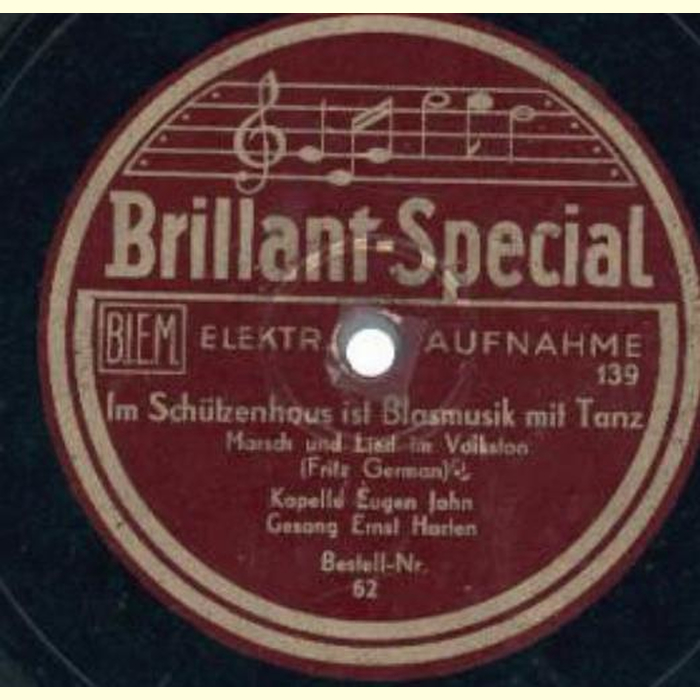 Brillant-Special
BIEM ELEKTR. AUFNAHME
139
Im Schützenhaus ist Blasmusik mit Tanz
Marsch und Lied im Volkston
(Fritz German)
Kapelle Eugen Jahn
Gesang Ernst Harten
Bestell-Nr.
62